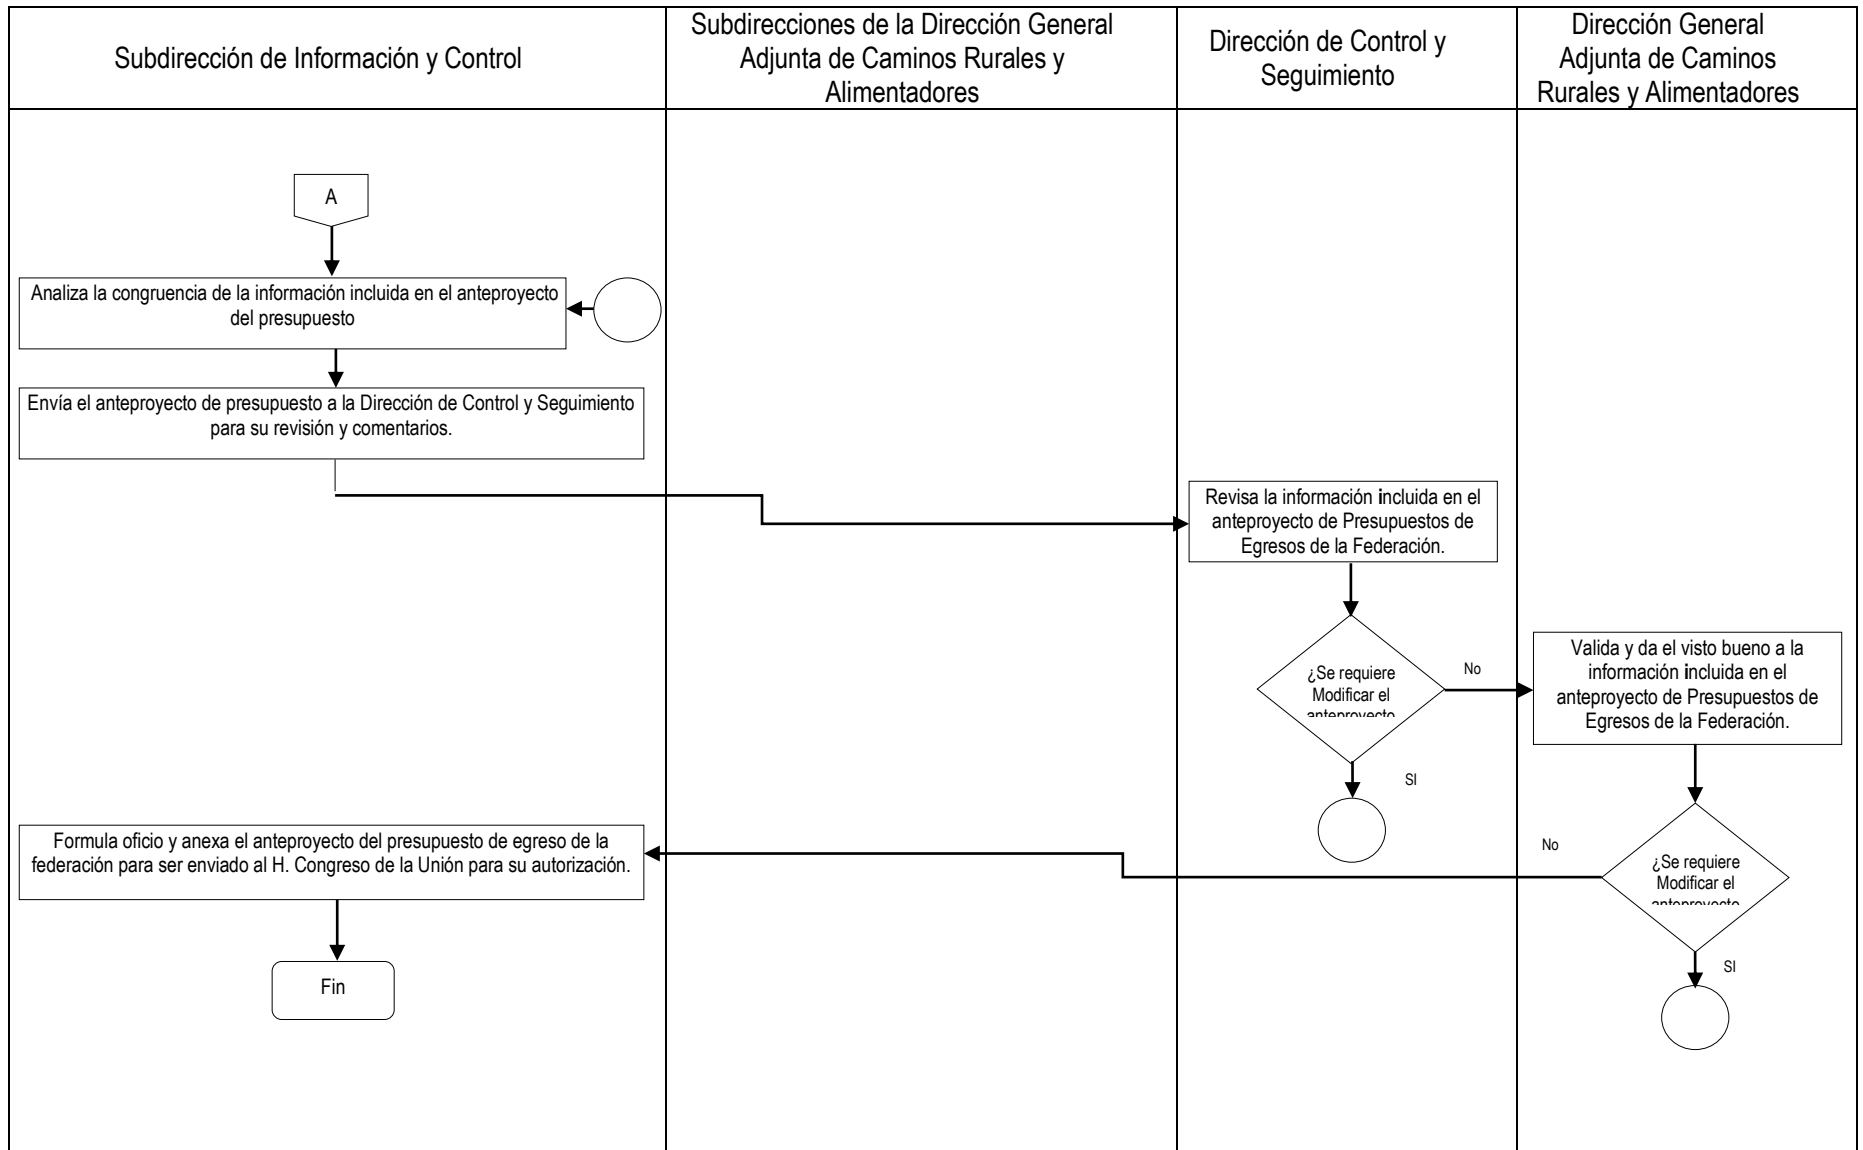 Subdirección de Información y Control
Subdirecciones de la Dirección General
Adjunta de Caminos Rurales y
Alimentadores
Dirección de Control y
Seguimiento
Dirección General
Adjunta de Caminos
Rurales y Alimentadores
A
Analiza la congruencia de la información incluida en el anteproyecto
del presupuesto
Envía el anteproyecto de presupuesto a la Dirección de Control y Seguimiento
para su revisión y comentarios.
Revisa la información incluida en el
anteproyecto de Presupuestos de
Egresos de la Federación.
¿Se requiere
Modificar el
anteproyecto
No
SI
Valida y da el visto bueno a la
información incluida en el
anteproyecto de Presupuestos de
Egresos de la Federación.
¿Se requiere
Modificar el
anteproyecto
No
SI
Formula oficio y anexa el anteproyecto del presupuesto de egreso de la
federación para ser enviado al H. Congreso de la Unión para su autorización.
Fin